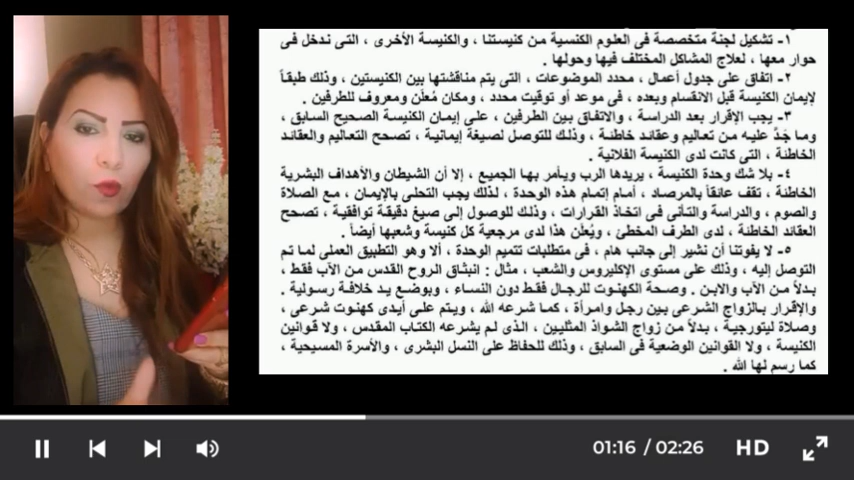 ١- تشكيل لجنة متخصصة فى العلوم الكنسية من كنيستنا ، والكنيسة الأخرى ، التى ندخل فى
حوار معها ، لعلاج المشاكل المختلف فيها وحولها .
٢- إتفاق على جدول أعمال ، محدد الموضوعات ، التى يتم مناقشتها بين الكنيستين ، وذلك طبقاً
لإيمان الكنيسة قبل الانقسام وبعده ، فى موعد أو توقيت محدد ، ومكان مُعلَن ومعروف للطرفين .
٣- يجب الإقرار بعد الدراسة ، والاتفاق بين الطرفين ، على إيمان الكنيسة الصحيح السابق ،
وما جَدَّ عليه من تعاليم وعقائد خاطئة ، وذلك للتوصل لصيغة إيمانية ، تصحح التعاليم والعقائد
الخاطئة ، التى كانت لدى الكنيسة الفلانية .
٤- بلا شك وحدة الكنيسة ، يريدها الرب ويأمر بها الجميع ، إلا أن الشيطان والأهداف البشرية
الخاطئة ، تقف عائقاً بالمرصاد ، أمام إتمام هذه الوحدة ، لذلك يجب التحلى بالإيمان ، مع الصلاة
والصوم ، والدراسة والتأنى فى اتخاذ القرارات ، وذلك للوصول إلى صيغ دقيقة توافقية ، تصحح
العقائد الخاطئة ، لدى الطرف المخطئ ، ويُعلَن هذا لدى مرجعية كل كنيسة وشعبها أيضاً .
٥- لا يفوتنا أن نشير إلى جانب هام ، فى متطلبات تتميم الوحدة ، ألا وهو التطبيق العملى لما تم
التوصل إليه ، وذلك على مستوى الإكليروس والشعب ، مثال : انبثاق الروح القدس من الآب فقط ،
بدلاً من الآب والابن . وصحة الكهنوت للرجال فقط دون النساء ، وبوضع يد خلافة رسولية .
والإقرار بالزواج الشرعى بين رجل وامرأة ، كما شرعه الله ، ويتم على أيدى كهنوت شرعى ،
وصلاة ليتورجية ، بدلاً من زواج الشواذ المثليين ، الذى لم يشرعه الكتاب المقدس ، ولا قوانين
الكنيسة ، ولا القوانين الوضعية فى السابق ، وذلك للحفاظ على النسل البشرى ، والأسرة المسيحية ،
كما رسم لها الله .
01:16 / 02:26 HD